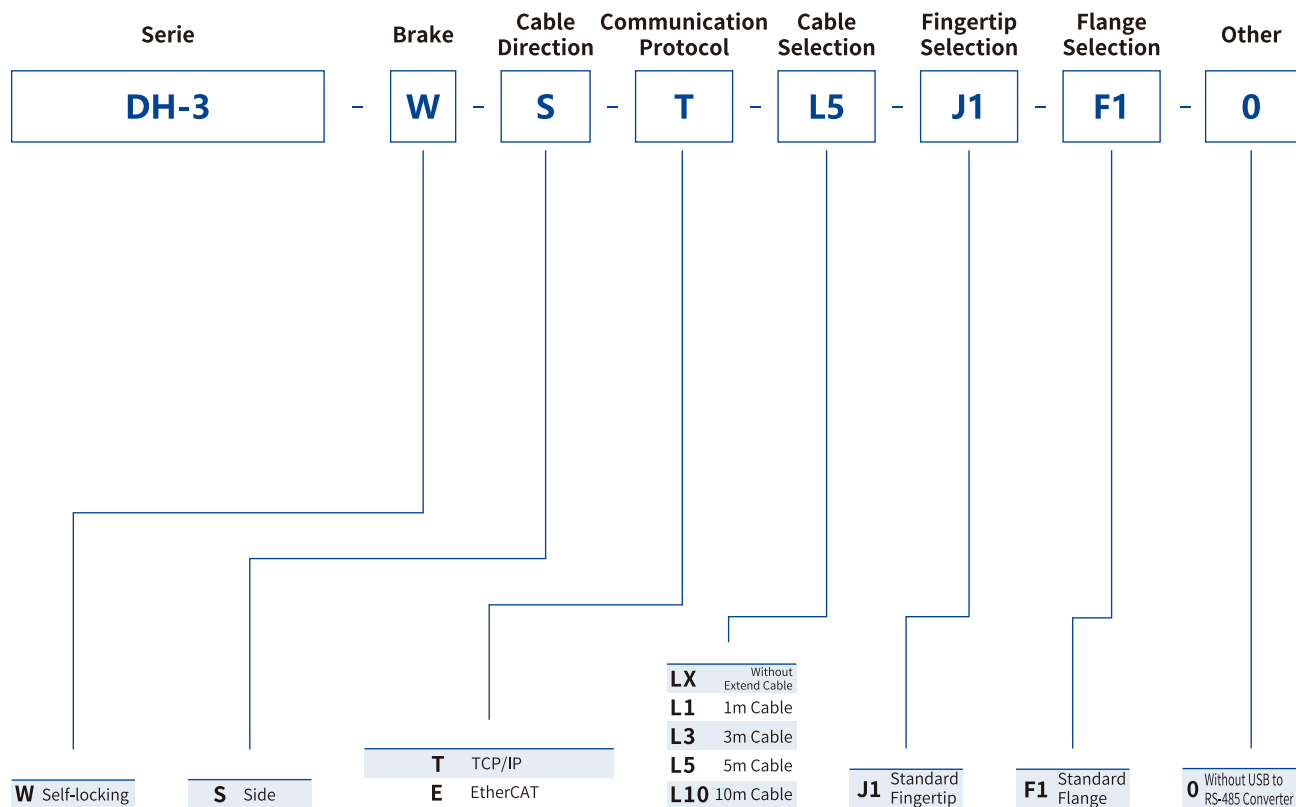 Serie
Brake
Cable
Direction
Communication
Protocol
Cable
Selection
Fingertip
Selection
Flange
Selection
Other
DH-3 - W - S - T - L5 - J1 - F1 - 0
W Self-locking
S Side
T TCP/IP
E EtherCAT
LX Without
Extend Cable
L1 1m Cable
L3 3m Cable
L5 5m Cable
L10 10m Cable
J1 Standard
Fingertip
F1 Standard
Flange
0 Without USB to
RS-485 Converter